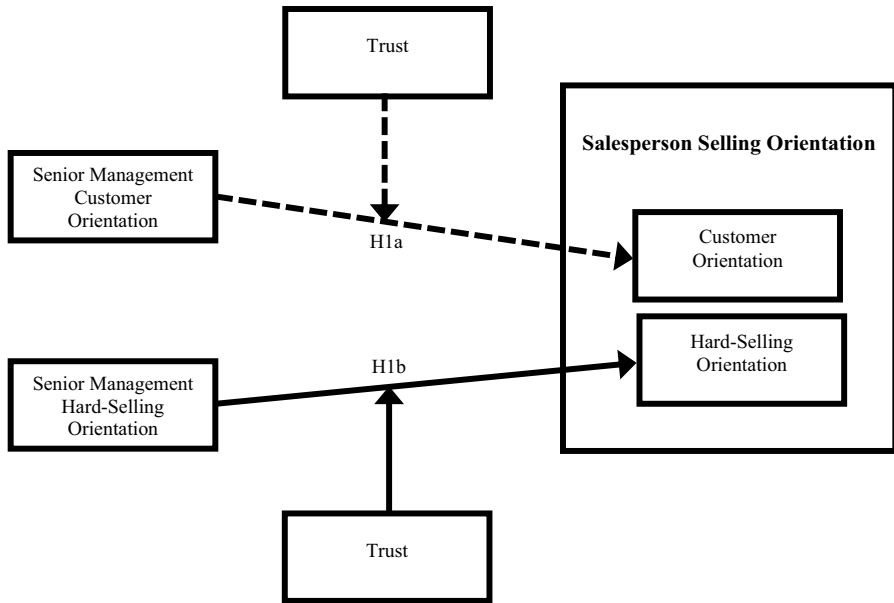 Trust
Salesperson Selling Orientation
Senior Management
Customer
Orientation
H1a
Customer
Orientation
Hard-Selling
Orientation
H1b
Senior Management
Hard-Selling
Orientation
Trust